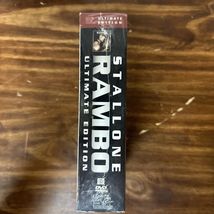 ULTIMATE
EDITION
STALLONE
RAMBO
ULTIMATE EDITION
DVD